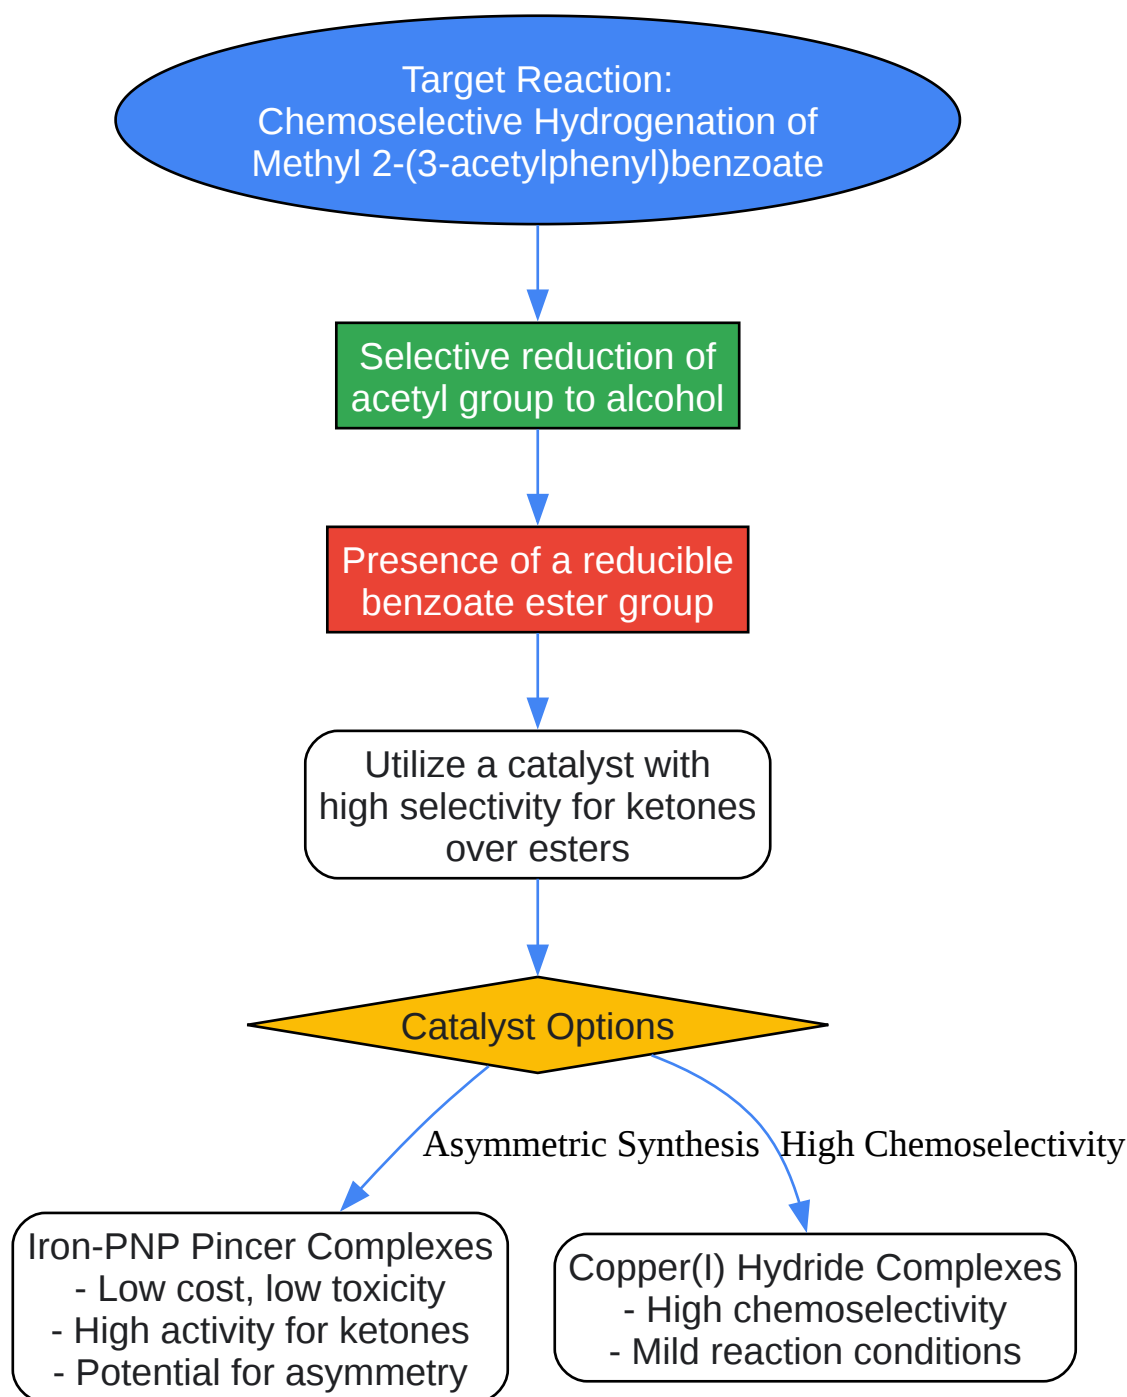 Target Reaction:
Chemoselective Hydrogenation of
Methyl 2-(3-acetylphenyl)benzoate
Selective reduction of
acetyl group to alcohol
Presence of a reducible
benzoate ester group
Utilize a catalyst with
high selectivity for ketones
over esters
Catalyst Options
Asymmetric Synthesis
High Chemoselectivity
Iron-PNP Pincer Complexes
- Low cost, low toxicity
- High activity for ketones
- Potential for asymmetry
Copper(I) Hydride Complexes
- High chemoselectivity
- Mild reaction conditions